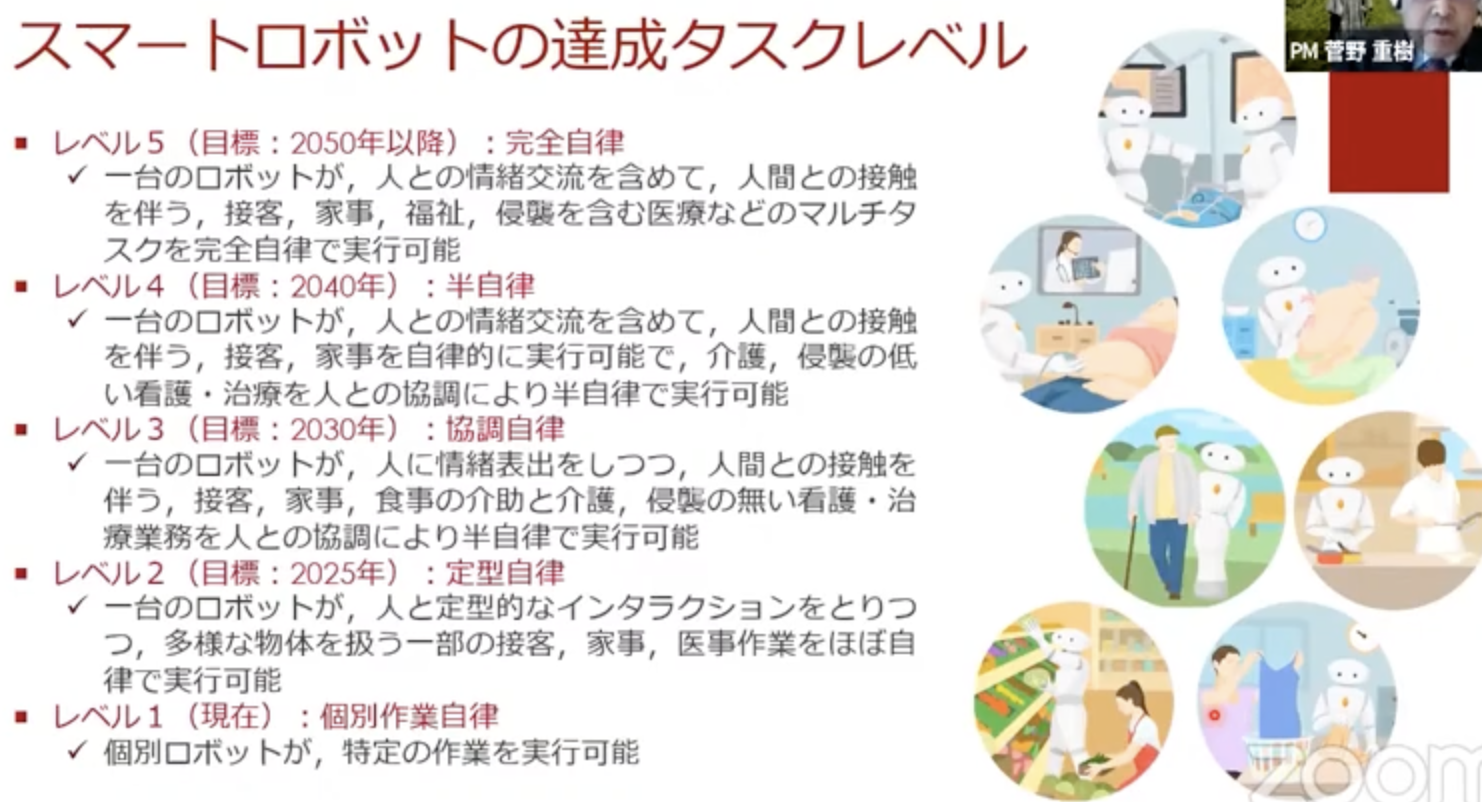 スマートロボットの達成タスクレベル
PM 菅野 重樹
レベル5（目標：2050年以降）：完全自律
一台のロボットが，人との情緒交流を含めて，人間との接触
を伴う，接客，家事，福祉，侵襲を含む医療などのマルチタ
スクを完全自律で実行可能
レベル4（目標：2040年）：半自律
一台のロボットが，人との情緒交流を含めて，人間との接触
を伴う，接客，家事を自律的に実行可能で，介護，侵襲の低
い看護・治療を人との協調により半自律で実行可能
レベル3（目標：2030年）：協調自律
一台のロボットが，人に情緒表出をしつつ，人間との接触を
伴う，接客，家事，食事の介助と介護，侵襲の無い看護・治
療業務を人との協調により半自律で実行可能
レベル2（目標：2025年）：定型自律
一台のロボットが，人と定型的なインタラクションをとりつ
つ，多様な物体を扱う一部の接客，家事，医事作業をほぼ自
律で実行可能
レベル1（現在）：個別作業自律
個別ロボットが，特定の作業を実行可能
zoom